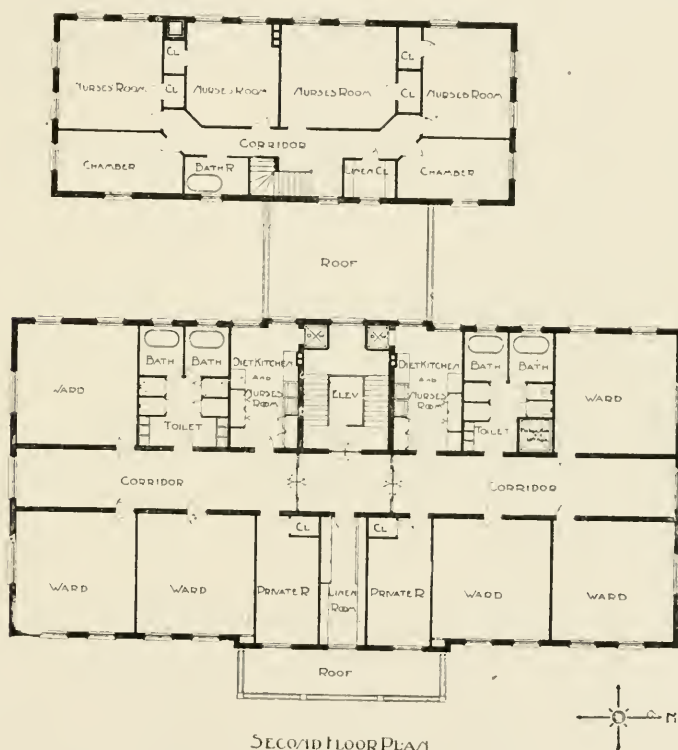 CL
CL
NURSES ROOM
CL
NURSES ROOM
NURSES ROOM
CL
NURSES ROOM
CORRIDOR
CHAMBER
BATH R
LINEN CL
CHAMBER
ROOF
WARD
BATH
BATH
DIET KITCHEN
AND
NURSES
ROOM
ELEV
DIET KITCHEN
AND
NURSES
ROOM
BATH
BATH
WARD
TOILET
TOILET
CORRIDOR
CORRIDOR
CL
CL
WARD
WARD
PRIVATE R
LINEN
ROOM
PRIVATE R
WARD
WARD
ROOF
N
SECOND FLOOR PLAN